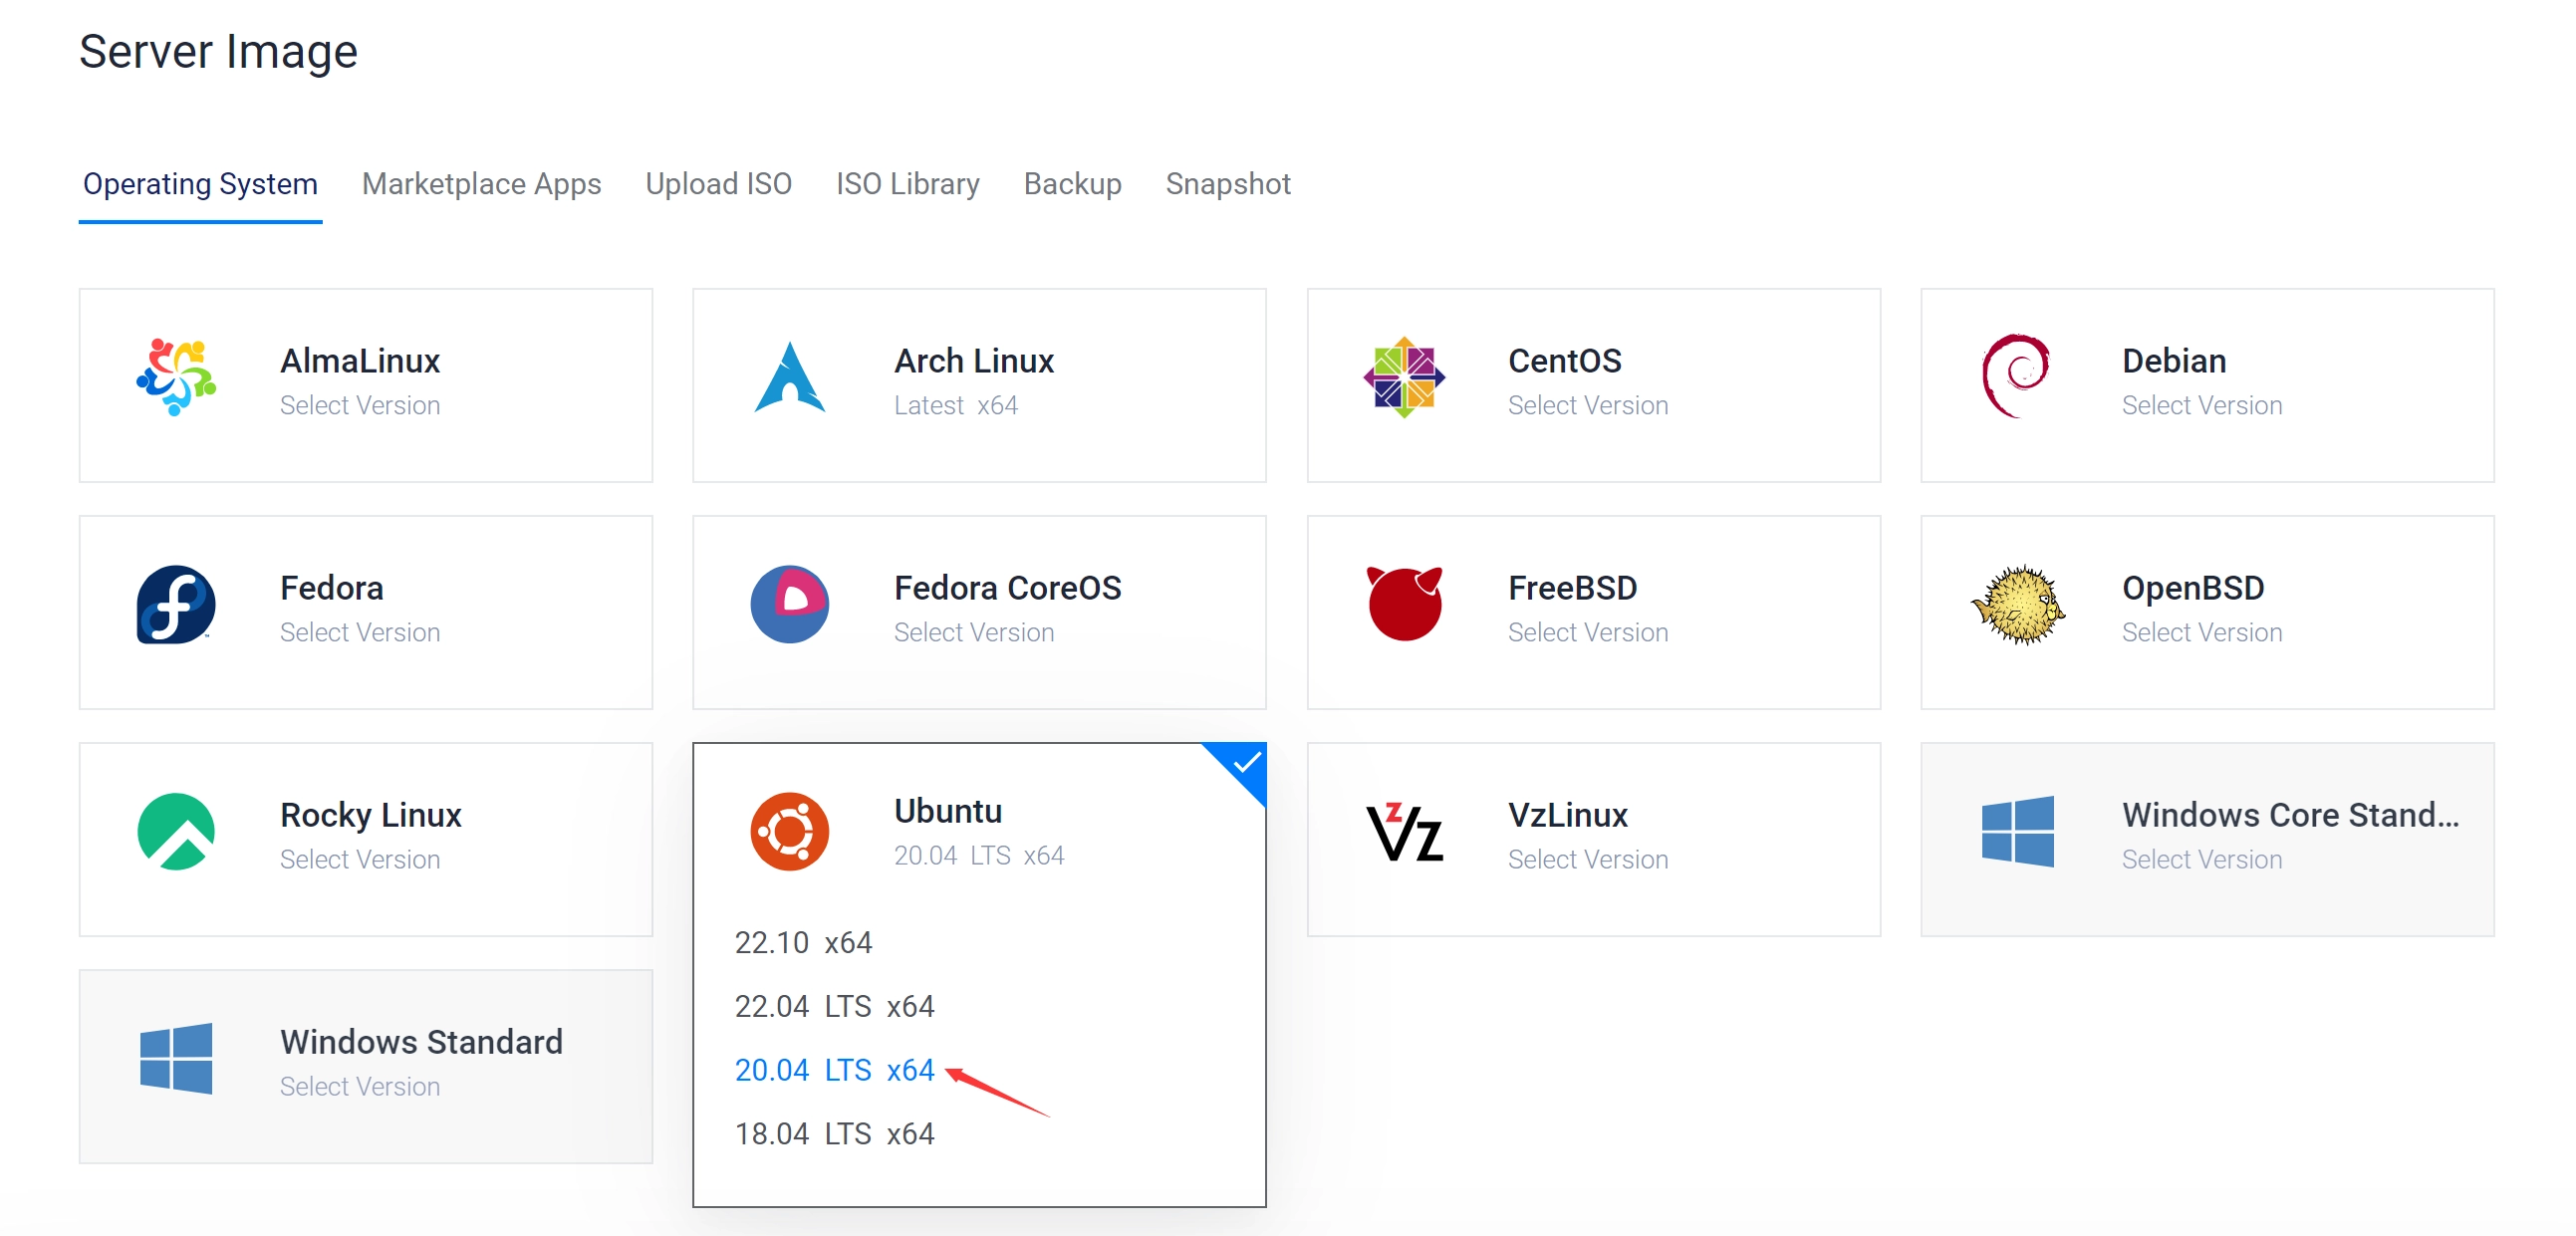 Server Image
Operating System Marketplace Apps Upload ISO ISO Library Backup Snapshot
AlmaLinux
Select Version
Arch Linux
Latest x64
CentOS
Select Version
Debian
Select Version
Fedora
Select Version
Fedora CoreOS
Select Version
FreeBSD
Select Version
OpenBSD
Select Version
Rocky Linux
Select Version
Ubuntu
20.04 LTS x64
22.10 x64
22.04 LTS x64
20.04 LTS x64
18.04 LTS x64
VzLinux
Select Version
Windows Core Stand...
Select Version
Windows Standard
Select Version